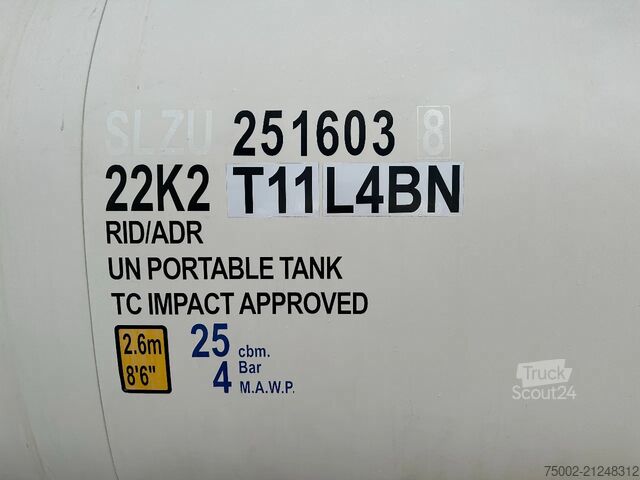 SLZU 251603 8
22K2 T11 L4BN
RID/ADR
UN PORTABLE TANK
TC IMPACT APPROVED
2.6m
8'6"
25 cbm.
4 Bar
M.A.W.P.
Truck
Scout24
75002-21248312